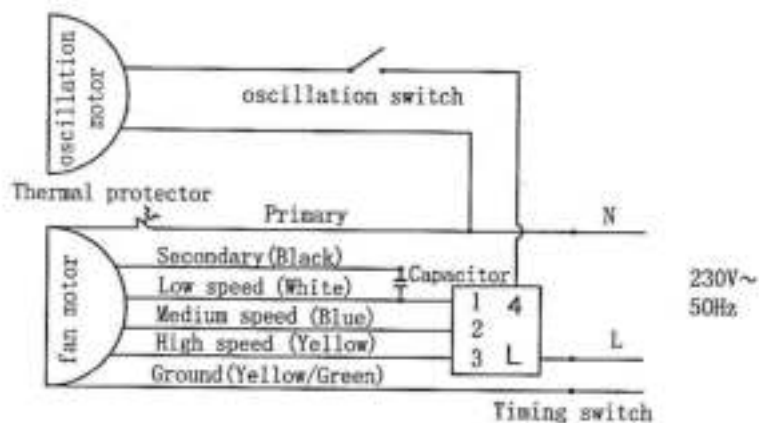 oscillation motor
oscillation switch
Thermal protector
Primary
N
Secondary(Black)
Capacitor
Low speed (White)
1 4
230V~
50Hz
fan motor
Medium speed (Blue)
2
High speed (Yellow)
3 L
L
Ground(Yellow/Green)
Timing switch